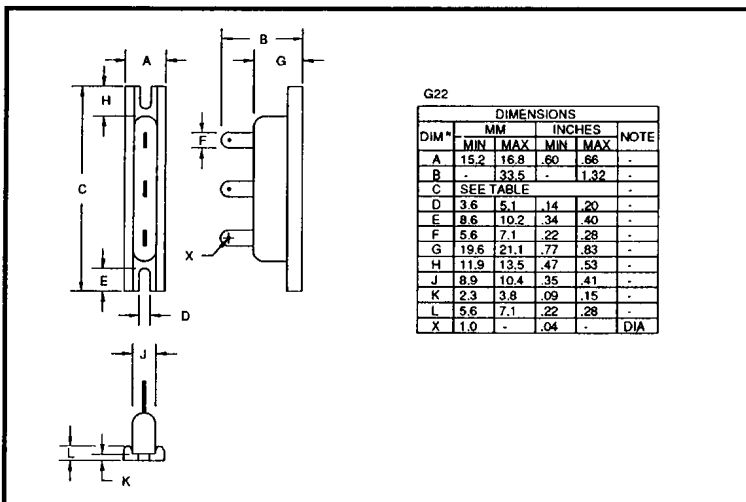 B
A
G
H
F
C
X
E
D
J
L
K
G22
DIMENSIONS
DIM" MM INCHES NOTE
MIN MAX MIN MAX
A 15.2 16.8 .60 .66 -
B - 33.5 - 1.32 -
C SEE TABLE -
D 3.6 5.1 .14 .20 -
E 8.6 10.2 .34 .40 -
F 5.6 7.1 .22 .28 -
G 19.6 21.1 .77 .83 -
H 11.9 13.5 .47 .53 -
J 8.9 10.4 .35 .41 -
K 2.3 3.8 .09 .15 -
L 5.6 7.1 .22 .28 -
X 1.0 - .04 - DIA